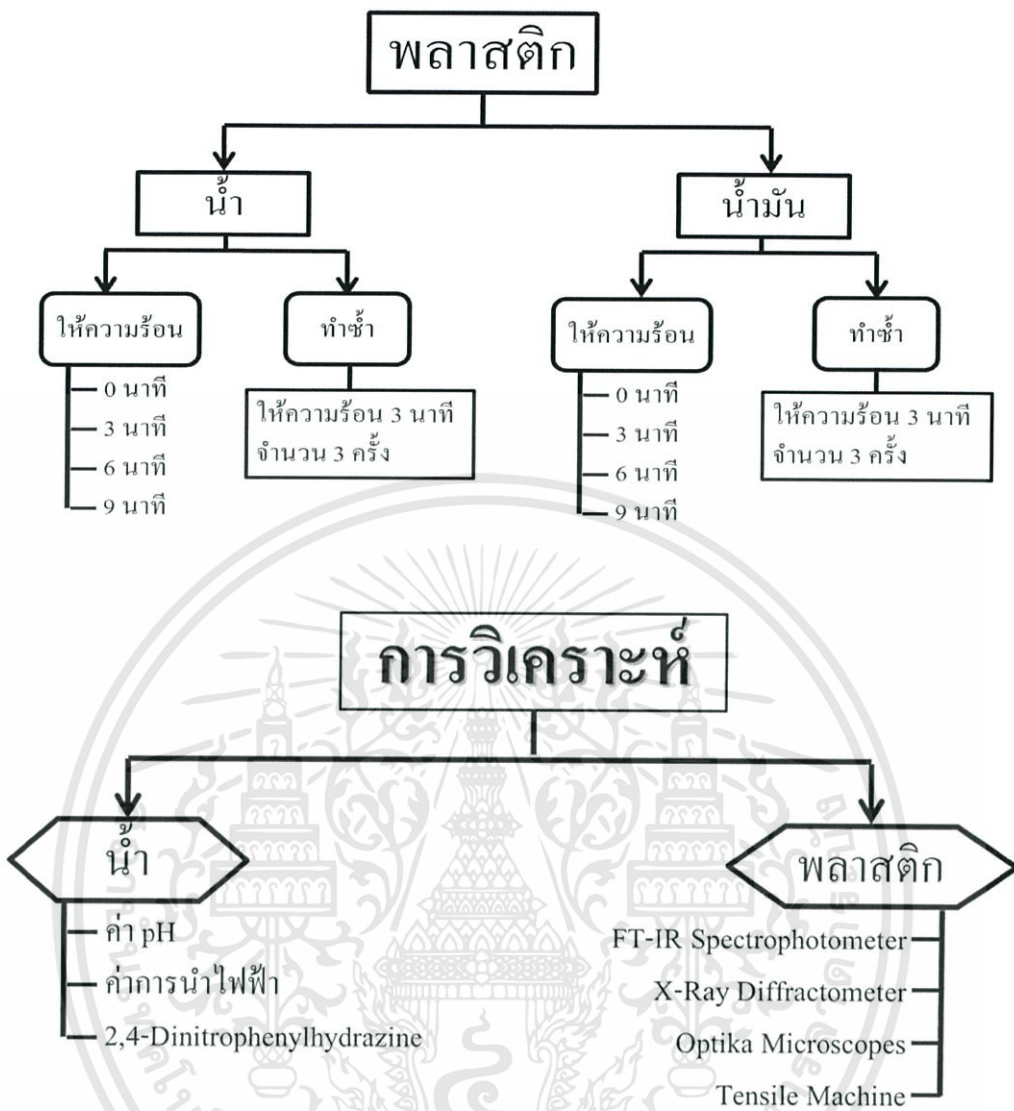 พลาสติก
น้ำ
น้ำมัน
ให้ความร้อน
ทำซ้ำ
ให้ความร้อน
ทำซ้ำ
0 นาที
3 นาที
6 นาที
9 นาที
ให้ความร้อน 3 นาที
จำนวน 3 ครั้ง
0 นาที
3 นาที
6 นาที
9 นาที
ให้ความร้อน 3 นาที
จำนวน 3 ครั้ง
การวิเคราะห์
น้ำ
ค่า pH
ค่าการนำไฟฟ้า
2,4-Dinitrophenylhydrazine
พลาสติก
FT-IR Spectrophotometer
X-Ray Diffractometer
Optika Microscopes
Tensile Machine